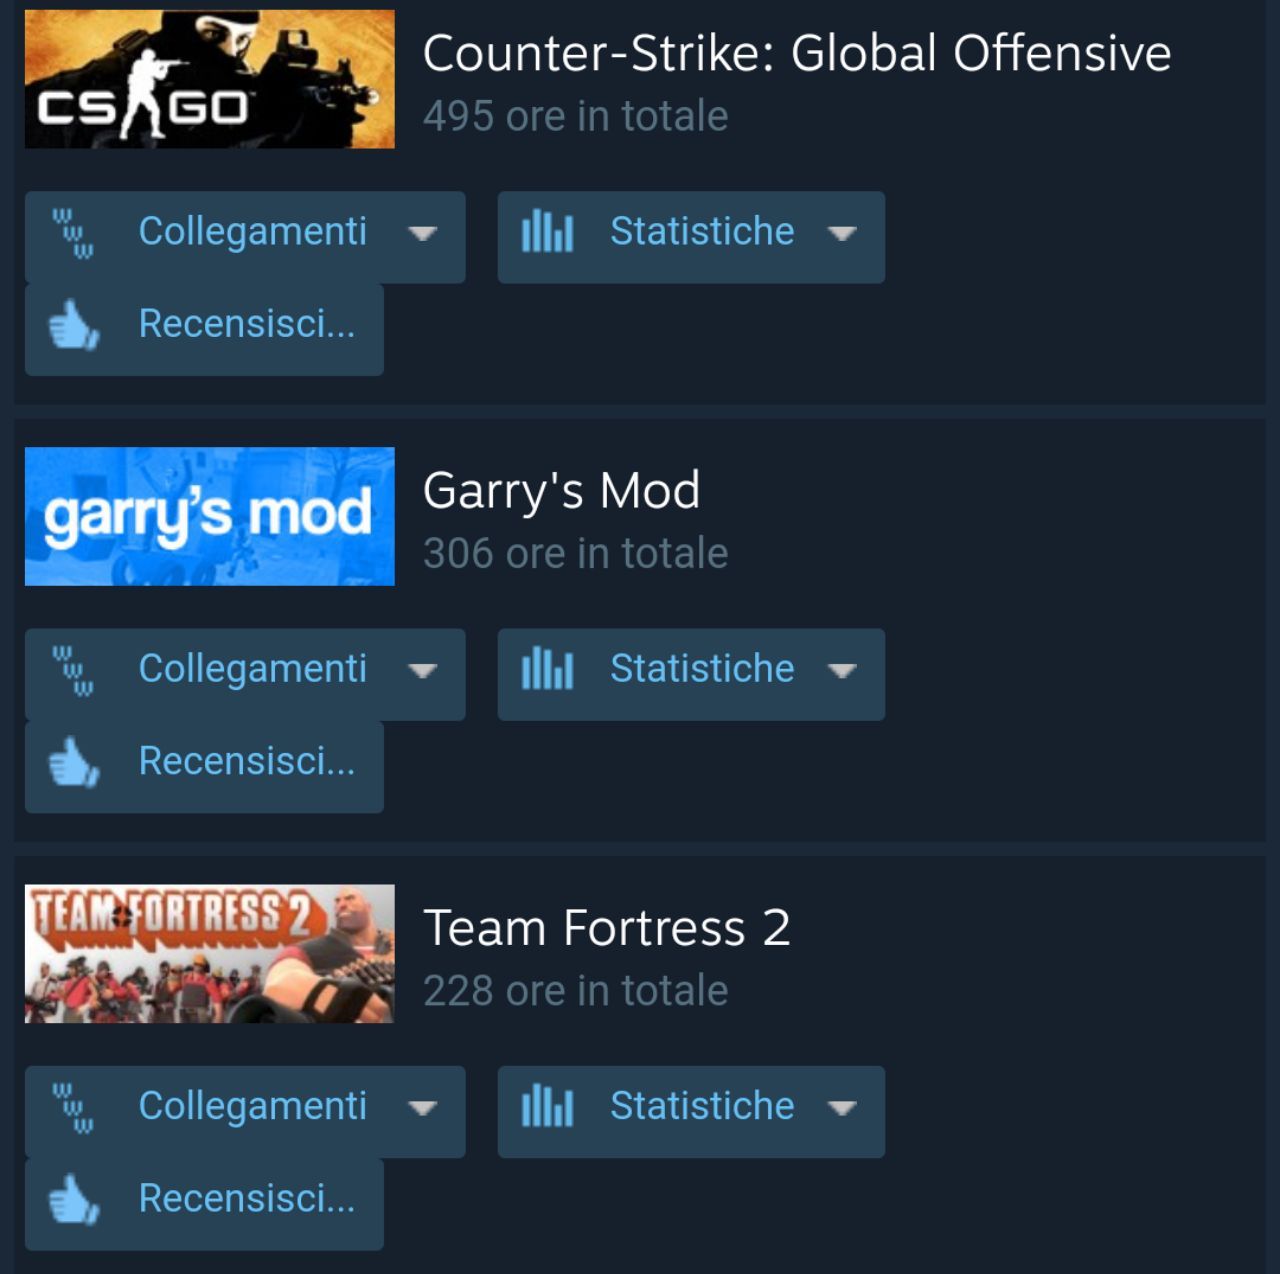 CS GO
Counter-Strike: Global Offensive
495 ore in totale
Collegamenti
Statistiche
Recensisci...
garry's mod
Garry's Mod
306 ore in totale
Collegamenti
Statistiche
Recensisci...
TEAM FORTRESS 2
Team Fortress 2
228 ore in totale
Collegamenti
Statistiche
Recensisci...